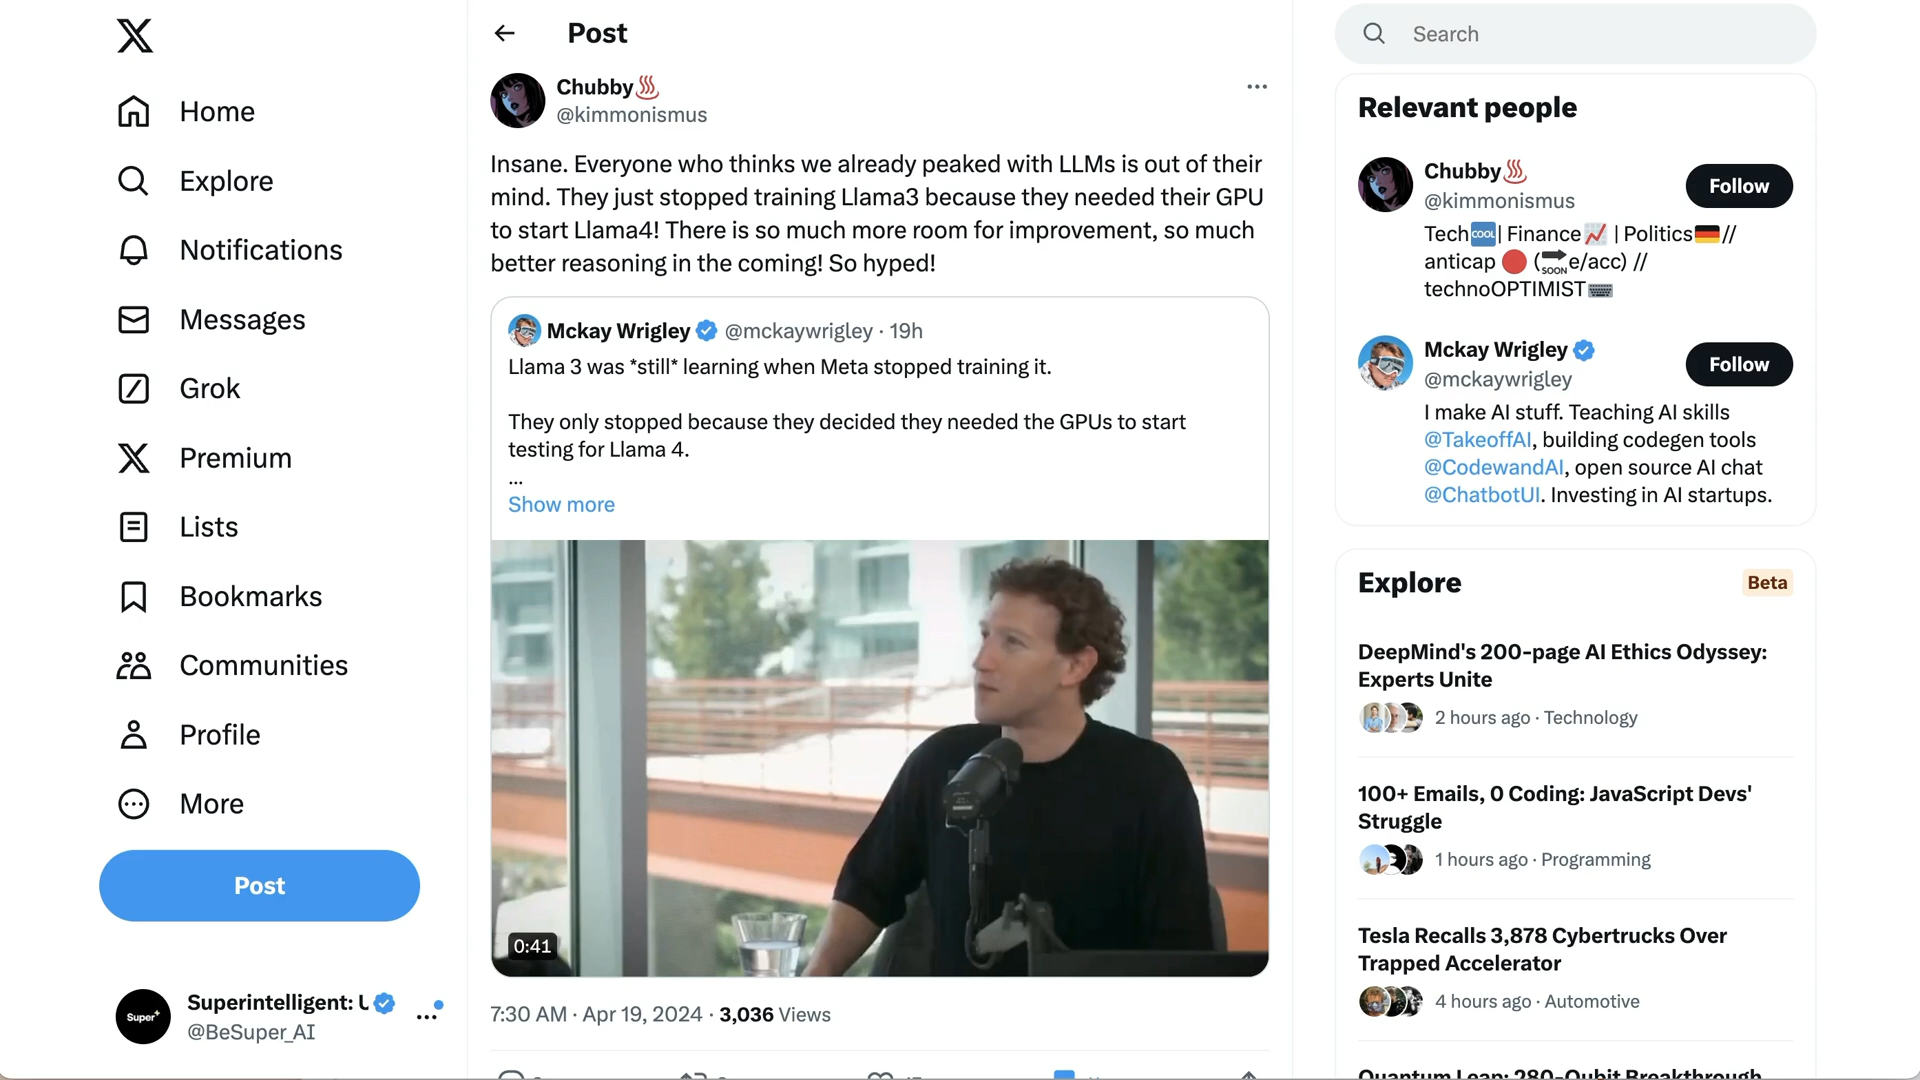 Home
Explore
Notifications
Messages
Grok
Premium
Lists
Bookmarks
Communities
Profile
More
Post
Super+
Superintelligent: U
@BeSuper_AI
Post
Chubby
@kimmonismus
Insane. Everyone who thinks we already peaked with LLMs is out of their
mind. They just stopped training Llama3 because they needed their GPU
to start Llama4! There is so much more room for improvement, so much
better reasoning in the coming! So hyped!
Mckay Wrigley @mckaywrigley · 19h
Llama 3 was *still* learning when Meta stopped training it.
They only stopped because they decided they needed the GPUs to start
testing for Llama 4.
...
Show more
0:41
7:30 AM · Apr 19, 2024 · 3,036 Views
Search
Relevant people
Chubby
@kimmonismus
Follow
Tech COOL | Finance | Politics //
anticap (SOON e/acc) //
technoOPTIMIST
Mckay Wrigley
@mckaywrigley
Follow
I make AI stuff. Teaching AI skills
@TakeoffAI, building codegen tools
@CodewandAI, open source AI chat
@ChatbotUI. Investing in AI startups.
Explore
Beta
DeepMind's 200-page AI Ethics Odyssey:
Experts Unite
2 hours ago · Technology
100+ Emails, 0 Coding: JavaScript Devs'
Struggle
1 hours ago · Programming
Tesla Recalls 3,878 Cybertrucks Over
Trapped Accelerator
4 hours ago · Automotive
Quantum Leap: 280-Qubit Breakthrough